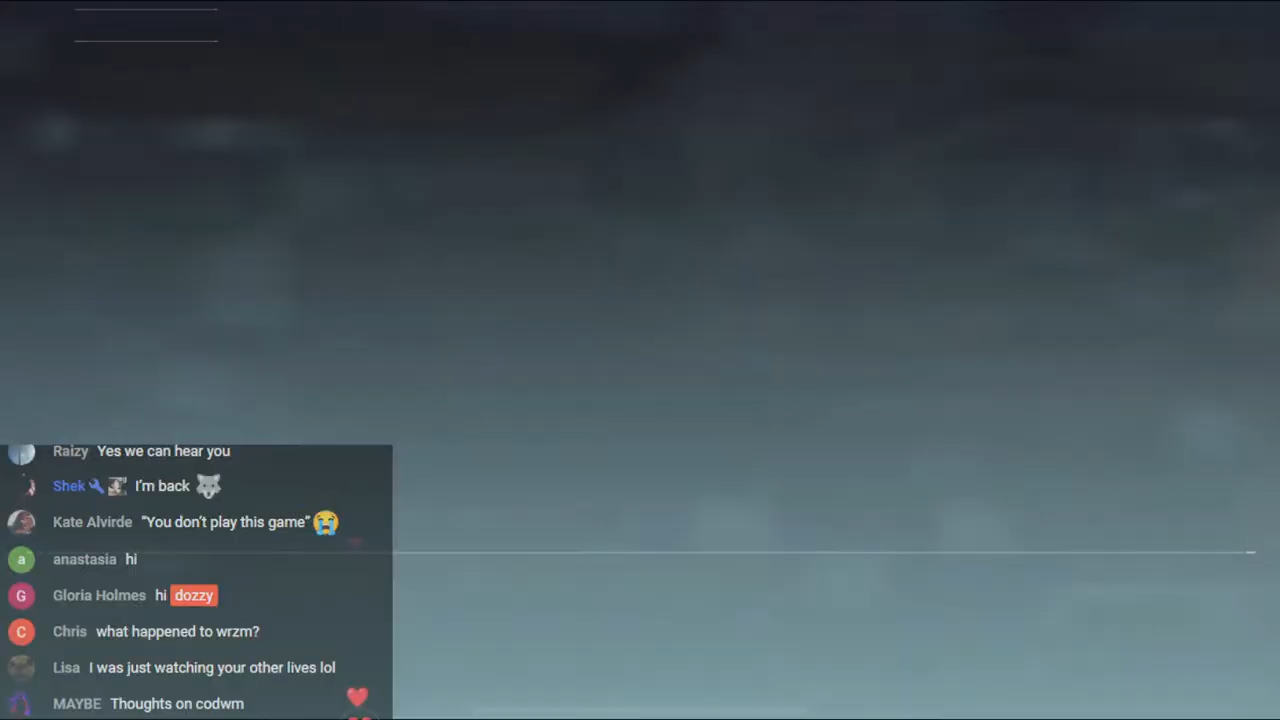 Raizy Yes we can hear you
Shek I'm back
Kate Alvirde "You don't play this game"
a anastasia hi
G Gloria Holmes hi dozzy
C Chris what happened to wrzm?
Lisa I was just watching your other lives lol
MAYBE Thoughts on codwm